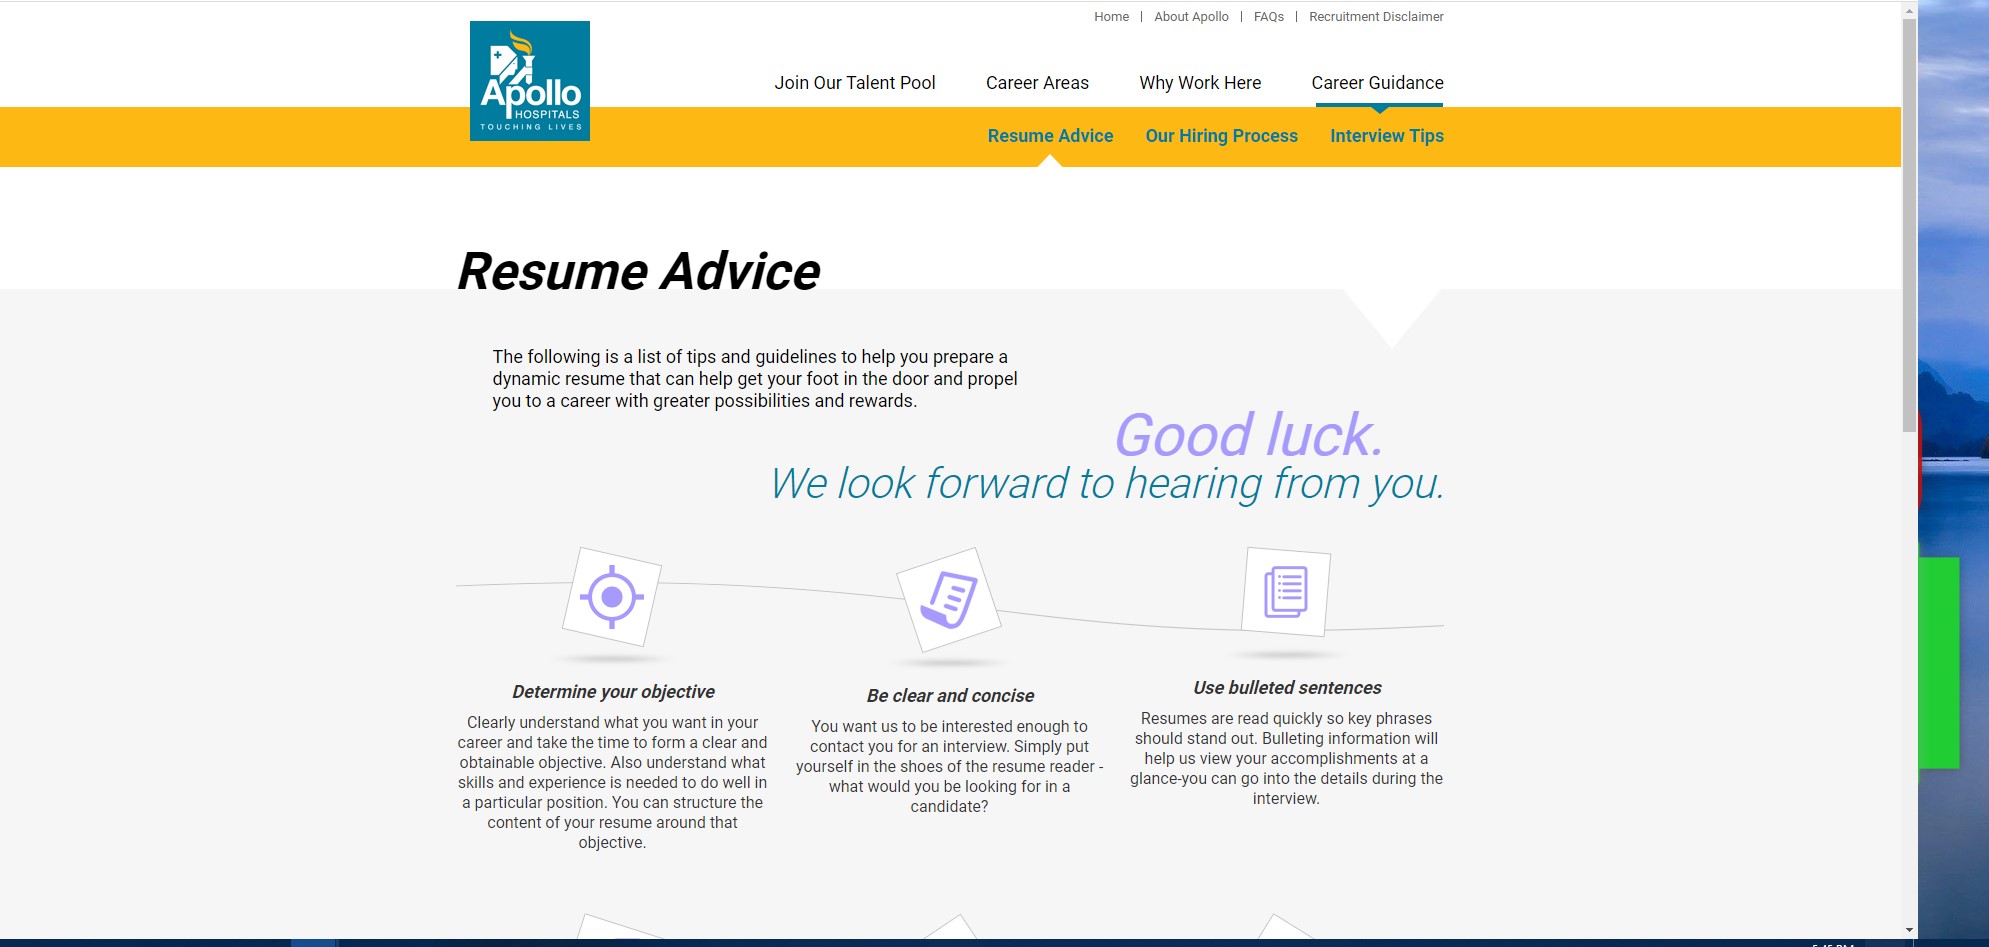 Home | About Apollo | FAQs | Recruitment Disclaimer
Apollo
HOSPITALS
TOUCHING LIVES
Join Our Talent Pool Career Areas Why Work Here Career Guidance
Resume Advice Our Hiring Process Interview Tips
Resume Advice
The following is a list of tips and guidelines to help you prepare a
dynamic resume that can help get your foot in the door and propel
you to a career with greater possibilities and rewards.
Good luck.
We look forward to hearing from you.
Determine your objective
Clearly understand what you want in your
career and take the time to form a clear and
obtainable objective. Also understand what
skills and experience is needed to do well in
a particular position. You can structure the
content of your resume around that
objective.
Be clear and concise
You want us to be interested enough to
contact you for an interview. Simply put
yourself in the shoes of the resume reader -
what would you be looking for in a
candidate?
Use bulleted sentences
Resumes are read quickly so key phrases
should stand out. Bulleting information will
help us view your accomplishments at a
glance-you can go into the details during the
interview.